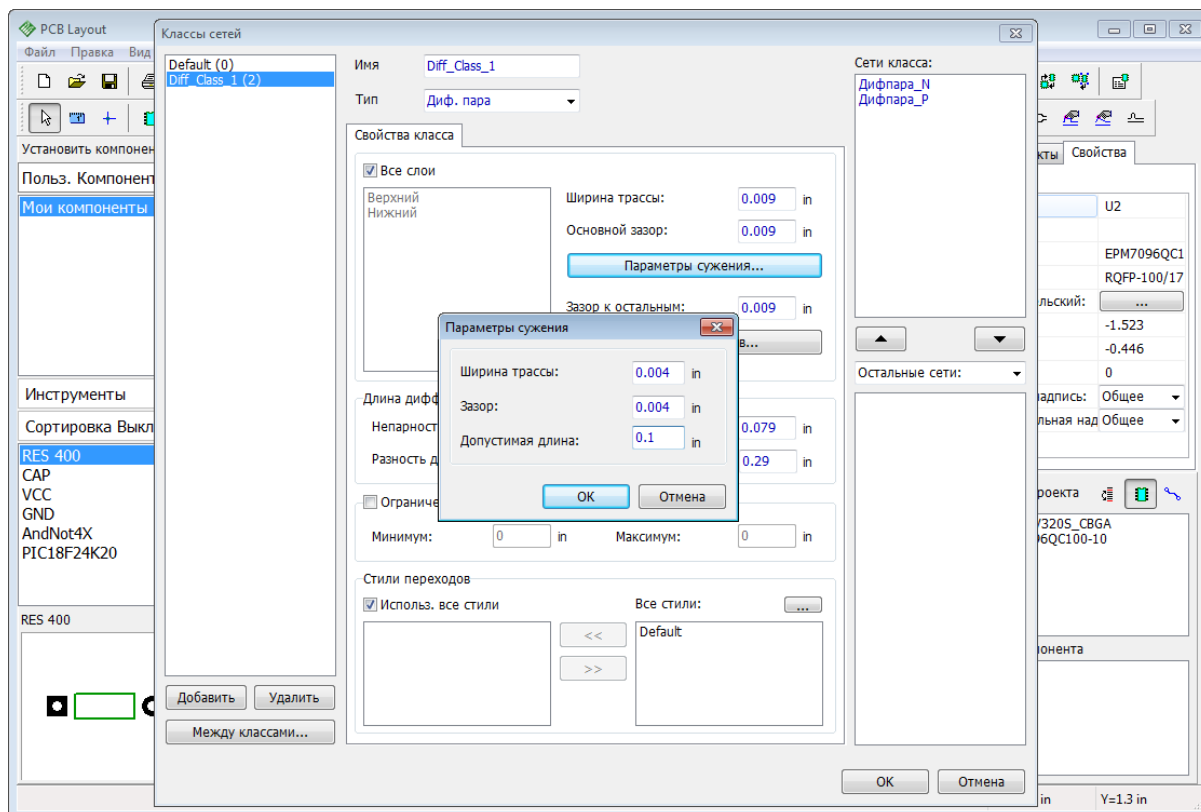 PCB Layout
Файл Правка Вид
Установить компонен
Польз. Компонент
Мои компоненты
Инструменты
Сортировка Выкл
RES 400
CAP
VCC
GND
AndNot4X
PIC18F24K20
RES 400
Классы сетей
Default (0)
Diff_Class_1 (2)
Добавить Удалить
Между классами...
Имя Diff_Class_1
Тип Диф. пара
Свойства класса
Все слои
Верхний
Нижний
Ширина трассы: 0.009 in
Основной зазор: 0.009 in
Параметры сужения...
Зазор к остальным: 0.009 in
в...
Длина дифф
Непарност 0.079 in
Разность д 0.29 in
Ограниче
Минимум: 0 in Максимум: 0 in
Стили переходов
Использ. все стили
Все стили: ...
<<
>>
Default
Параметры сужения
Ширина трассы: 0.004 in
Зазор: 0.004 in
Допустимая длина: 0.1 in
OK Отмена
Сети класса:
Дифпара_N
Дифпара_P
Остальные сети:
OK Отмена
кты Свойства
U2
EPM7096QC1
RQFP-100/17
льский: ...
-1.523
-0.446
0
адпись: Общее
льная над Общее
роекта
/320S_CBGA
96QC100-10
онента
in Y=1.3 in